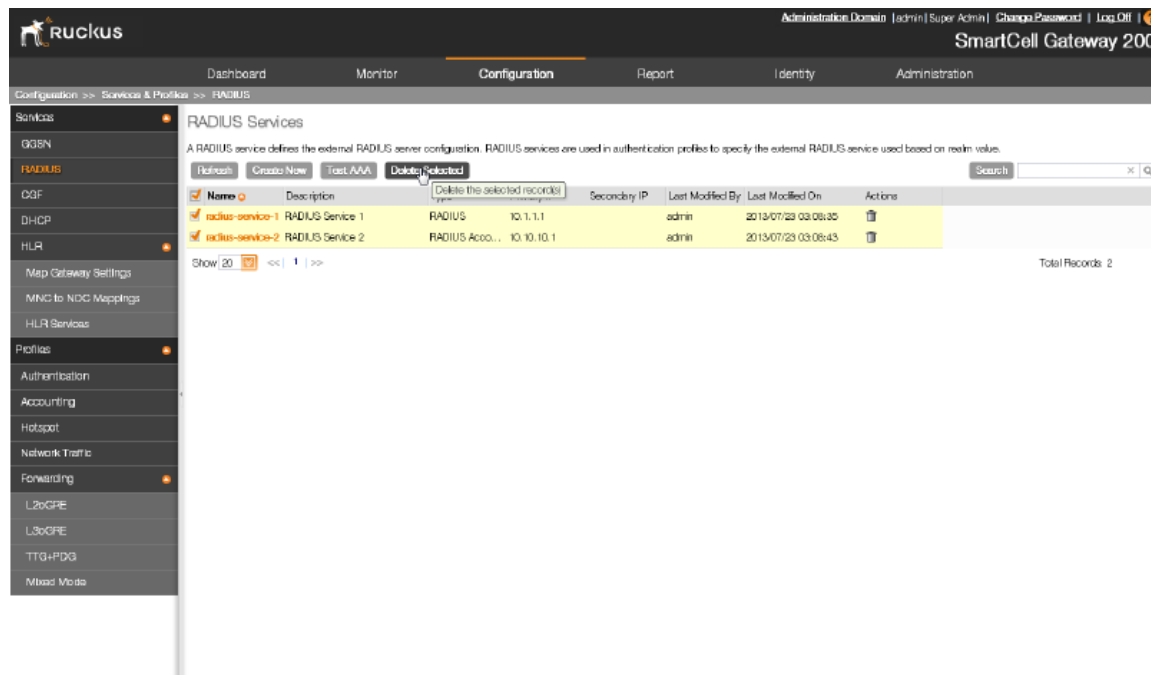 Ruckus
Administration Domain |admin|Super Admin| Change Password | Log Off |
SmartCell Gateway 200
Dashboard Monitor Configuration Report Identity Administration
Configuration >> Services & Profiles >> RADIUS
Services
GGSN
RADIUS
CGF
DHCP
HLR
Map Gateway Settings
MNC to NDC Mappings
HLR Services
Profiles
Authentication
Accounting
Hotspot
Network Traffic
Forwarding
L2oGRE
L3oGRE
TTG+PDG
Mixed Mode
RADIUS Services
A RADIUS service defines the external RADIUS server configuration. RADIUS services are used in authentication profiles to specify the external RADIUS service used based on realm value.
Refresh Create New Test AAA Delete Selected Search
Delete the selected record(s)
Name Description Secondary IP Last Modified By Last Modified On Actions
radius-service-1 RADIUS Service 1 RADIUS 10.1.1.1 admin 2013/07/23 03:08:35
radius-service-2 RADIUS Service 2 RADIUS Acco... 10.10.10.1 admin 2013/07/23 03:08:43
Show 20 << | 1 | >> Total Records: 2